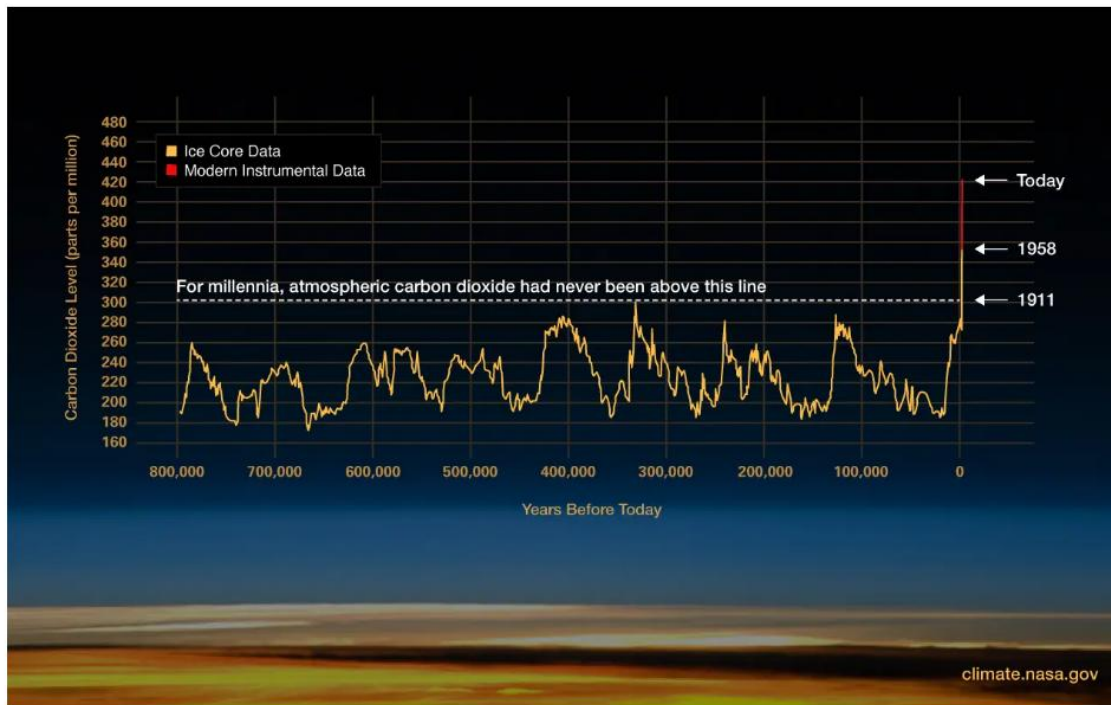 480
460
440
420
400
380
360
340
320
300
260
240
220
200
180
160
Carbon Dioxide Level (parts per million)
Ice Core Data
Modern Instrumental Data
Today
1958
For millennia, atmospheric carbon dioxide had never been above this line
1911
800,000 700,000 600,000 500,000 400,000 300,000 200,000 100,000 0
Years Before Today
climate.nasa.gov